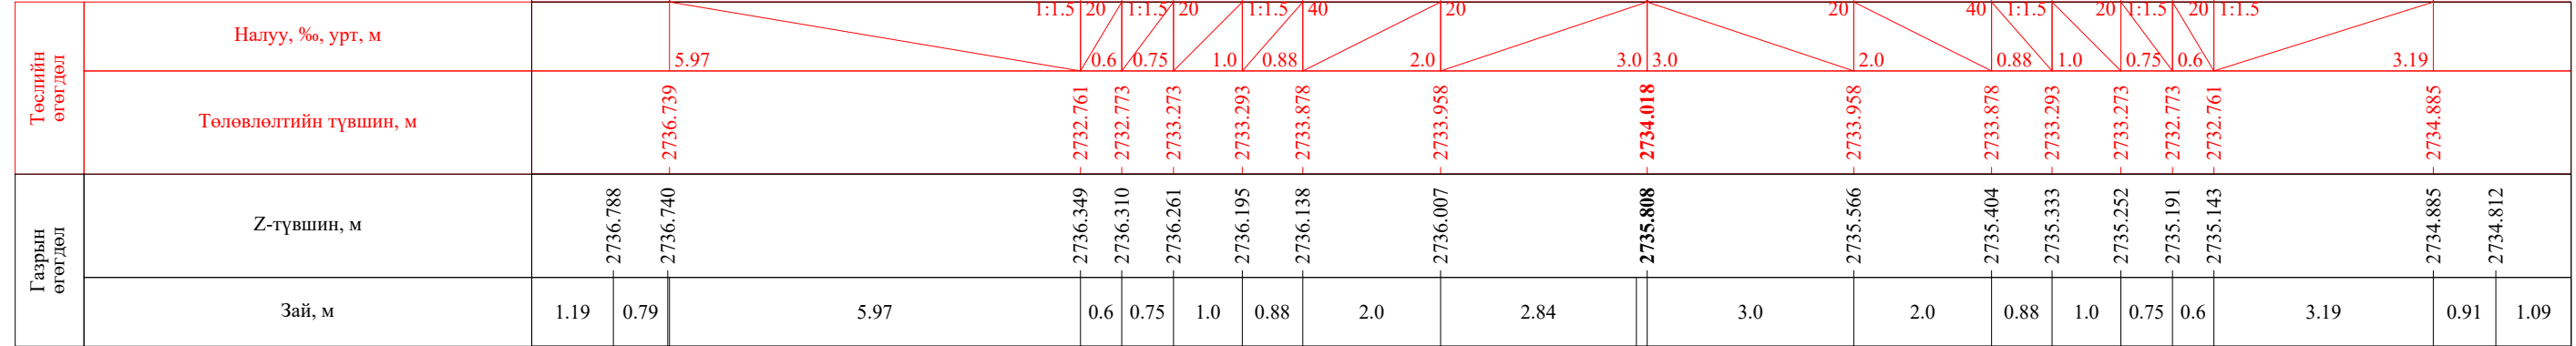 Төслийн
өгөгдөл
Налуу, ‰, урт, м
1:1.5 20 1:1.5 20 1:1.5 40 20 20 40 1:1.5 20 1:1.5 20 1:1.5
5.97 0.6 0.75 1.0 0.88 2.0 3.0 3.0 2.0 0.88 1.0 0.75 0.6 3.19
Төлөвлөлтийн түвшин, м
2736.739 2732.761 2732.773 2733.273 2733.293 2733.878 2733.958 2734.018 2733.958 2733.878 2733.293 2733.273 2732.773 2732.761 2734.885
Газрын
өгөгдөл
Z-түвшин, м
2736.788 2736.740 2736.349 2736.310 2736.261 2736.195 2736.138 2736.007 2735.808 2735.566 2735.404 2735.333 2735.252 2735.191 2735.143 2734.885 2734.812
Зай, м
1.19 0.79 5.97 0.6 0.75 1.0 0.88 2.0 2.84 3.0 2.0 0.88 1.0 0.75 0.6 3.19 0.91 1.09